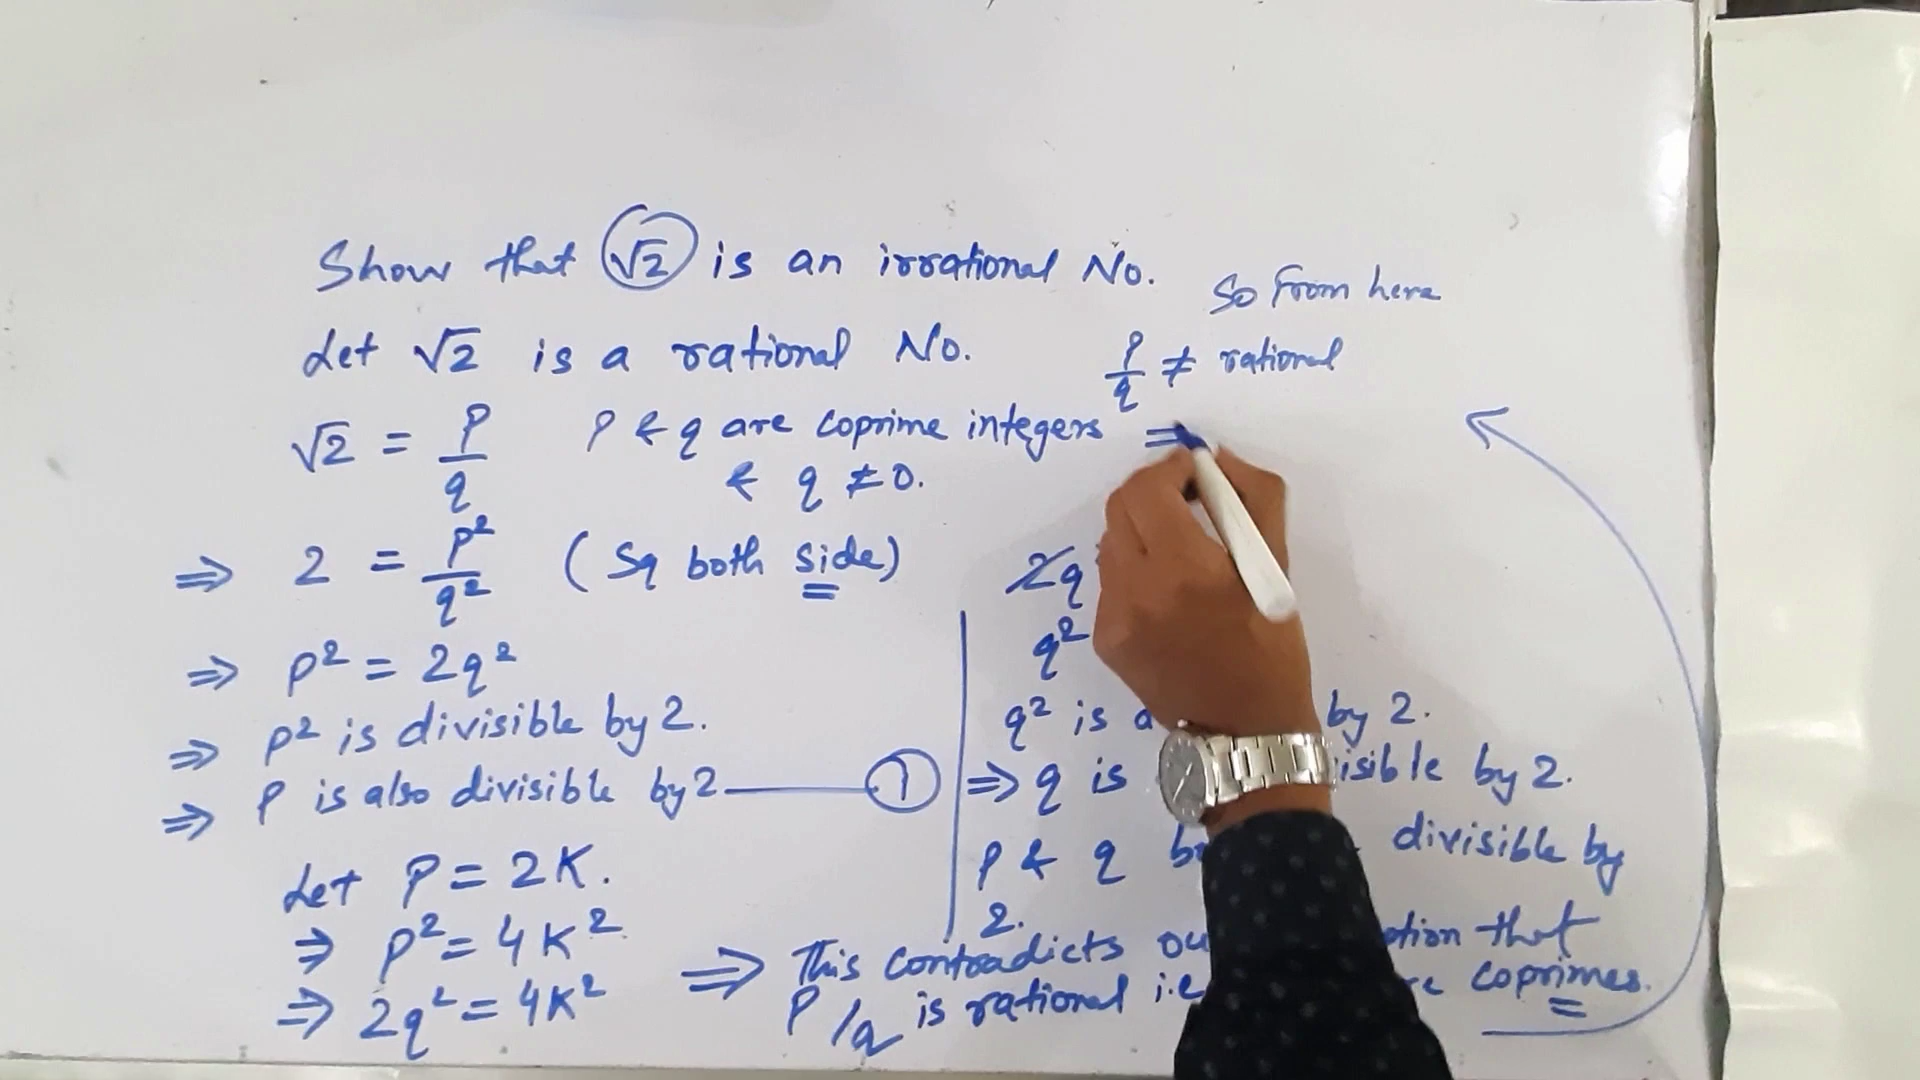 Show that √2 is an irrational No.
Let √2 is a rational No.
√2 = P/q P & q are coprime integers
& q ≠ 0.
⇒ 2 = P²/q² (Sq both side)
⇒ P² = 2q²
⇒ P² is divisible by 2.
⇒ P is also divisible by 2 — 1
Let P = 2K.
⇒ P² = 4K²
⇒ 2q² = 4K²
2q
q²
q² is by 2.
⇒ q is by 2.
P & q divisible by
2.
⇒ This contradicts that
P/q is rational i.e coprimes.
So from here
P/q ≠ rational
⇒